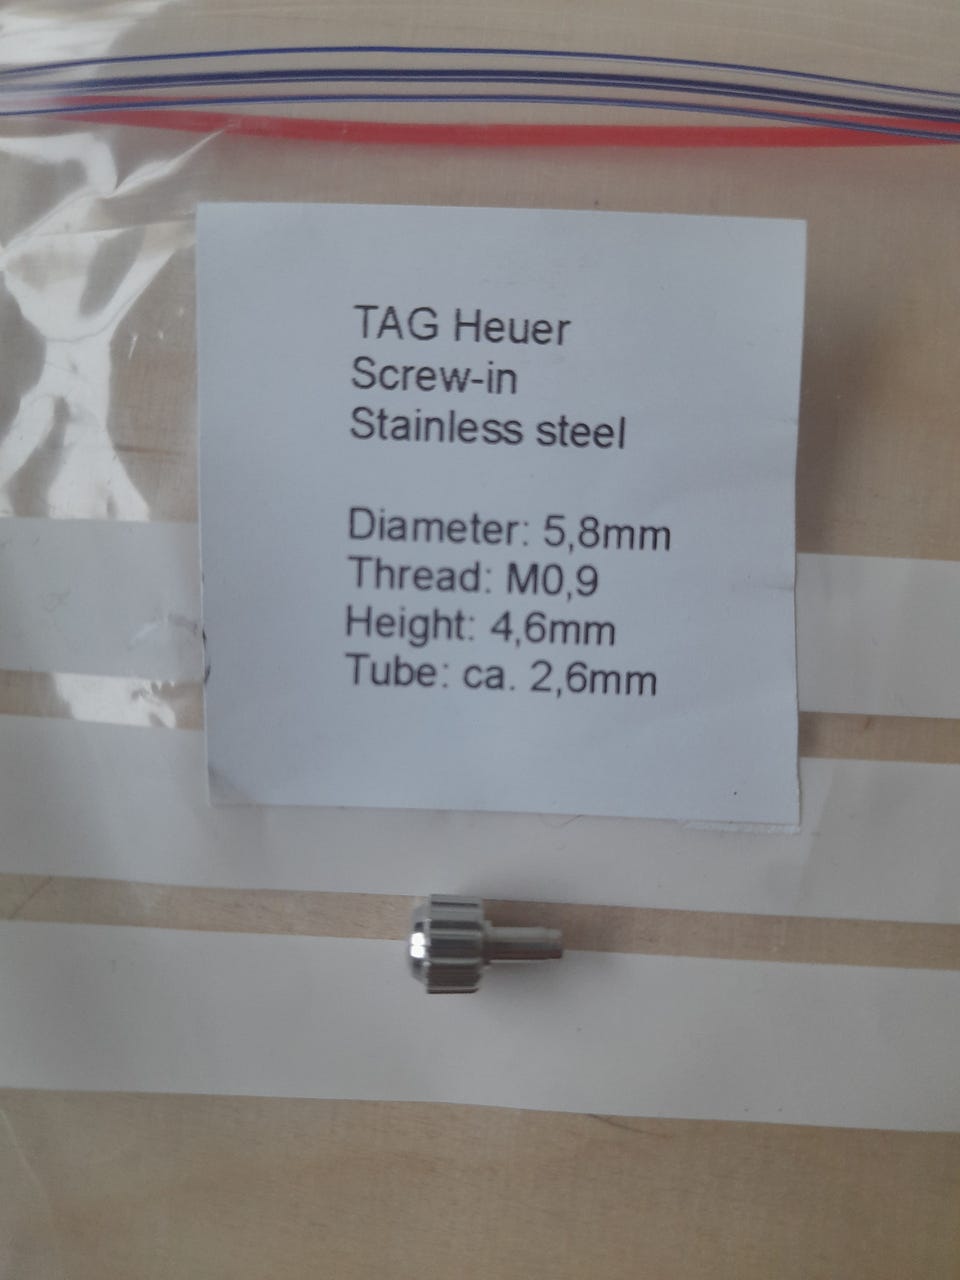 TAG Heuer
Screw-in
Stainless steel
Diameter: 5,8mm
Thread: M0,9
Height: 4,6mm
Tube: ca. 2,6mm